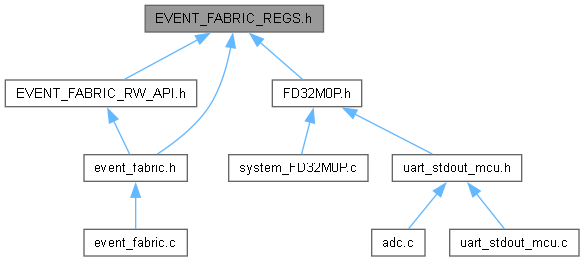 EVENT_FABRIC_REGS.h
EVENT_FABRIC_RW_API.h
FD32M0P.h
event_fabric.h
system_FD32M0P.c
uart_stdout_mcu.h
event_fabric.c
adc.c
uart_stdout_mcu.c